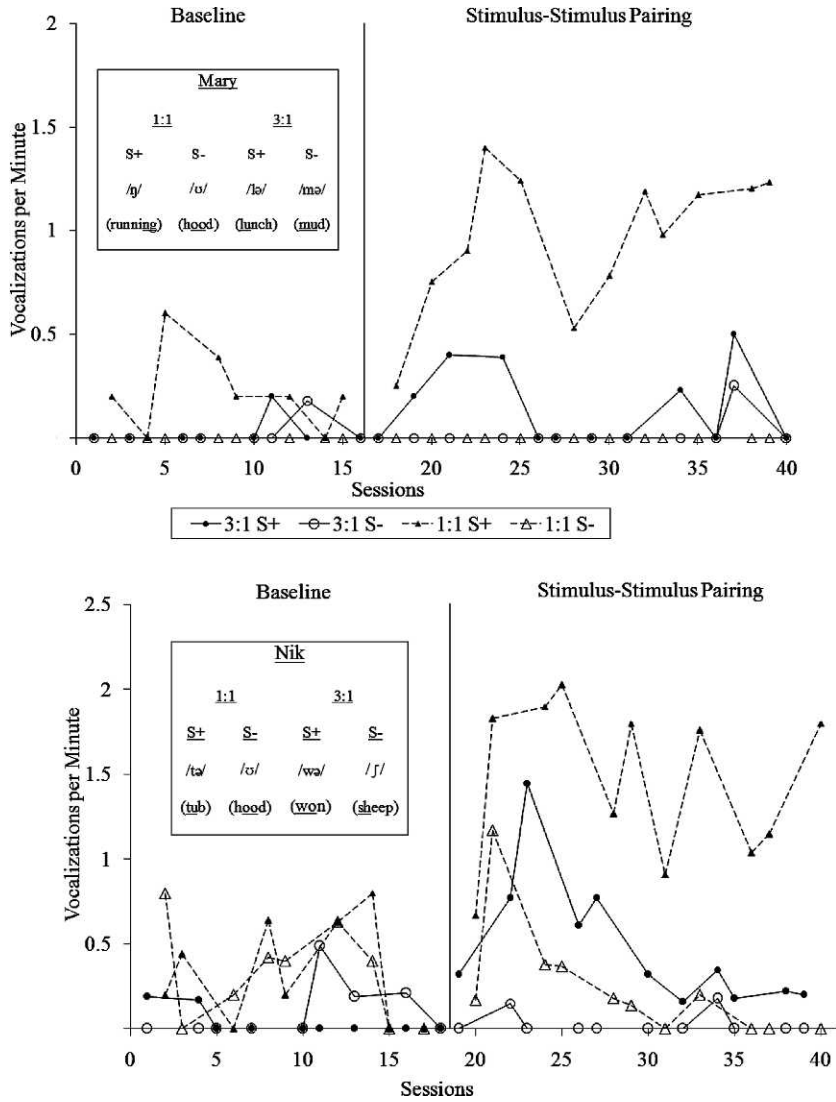 Baseline Stimulus-Stimulus Pairing
2
1.5
1
0.5
Vocalizations per Minute
Mary
1:1 3:1
S+ S- S+ S-
/ŋ/ /ʊ/ /lə/ /mə/
(running) (hood) (lunch) (mud)
0 5 10 15 20 25 30 35 40
Sessions
3:1 S+ 3:1 S- 1:1 S+ 1:1 S-
Baseline Stimulus-Stimulus Pairing
2.5
2
1.5
1
0.5
Vocalizations per Minute
Nik
1:1 3:1
S+ S- S+ S-
/tə/ /ʊ/ /wə/ /ʃ/
(tub) (hood) (won) (sheep)
0 5 10 15 20 25 30 35 40
Sessions